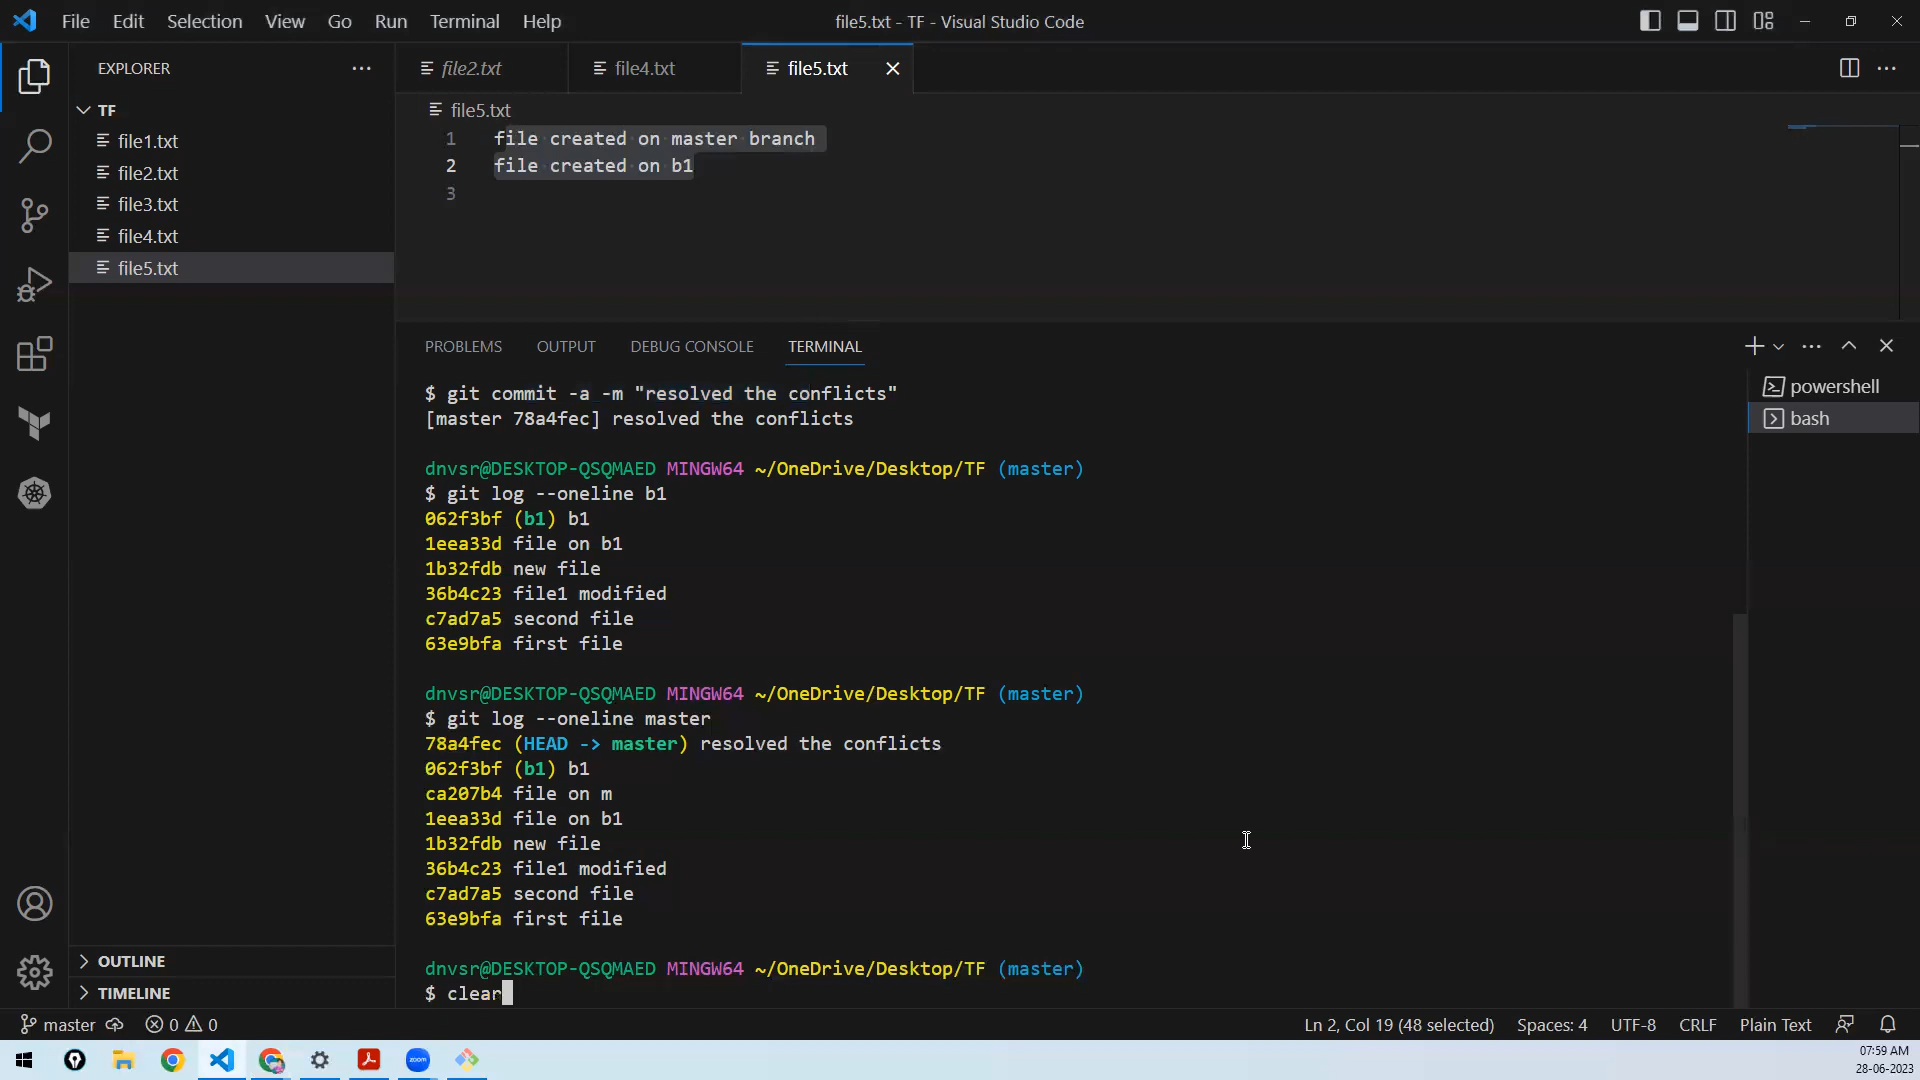 File Edit Selection View Go Run Terminal Help
file5.txt - TF - Visual Studio Code
EXPLORER
TF
file1.txt
file2.txt
file3.txt
file4.txt
file5.txt
OUTLINE
TIMELINE
file2.txt file4.txt file5.txt
file5.txt
1 file created on master branch
2 file created on b1
3
PROBLEMS OUTPUT DEBUG CONSOLE TERMINAL
powershell
bash
$ git commit -a -m "resolved the conflicts"
[master 78a4fec] resolved the conflicts
dnvsr@DESKTOP-QSQMAED MINGW64 ~/OneDrive/Desktop/TF (master)
$ git log --oneline b1
062f3bf (b1) b1
1eea33d file on b1
1b32fdb new file
36b4c23 file1 modified
c7ad7a5 second file
63e9bfa first file
dnvsr@DESKTOP-QSQMAED MINGW64 ~/OneDrive/Desktop/TF (master)
$ git log --oneline master
78a4fec (HEAD -> master) resolved the conflicts
062f3bf (b1) b1
ca207b4 file on m
1eea33d file on b1
1b32fdb new file
36b4c23 file1 modified
c7ad7a5 second file
63e9bfa first file
dnvsr@DESKTOP-QSQMAED MINGW64 ~/OneDrive/Desktop/TF (master)
$ clear
master 0 0 Ln 2, Col 19 (48 selected) Spaces: 4 UTF-8 CRLF Plain Text
zoom
07:59 AM
28-06-2023